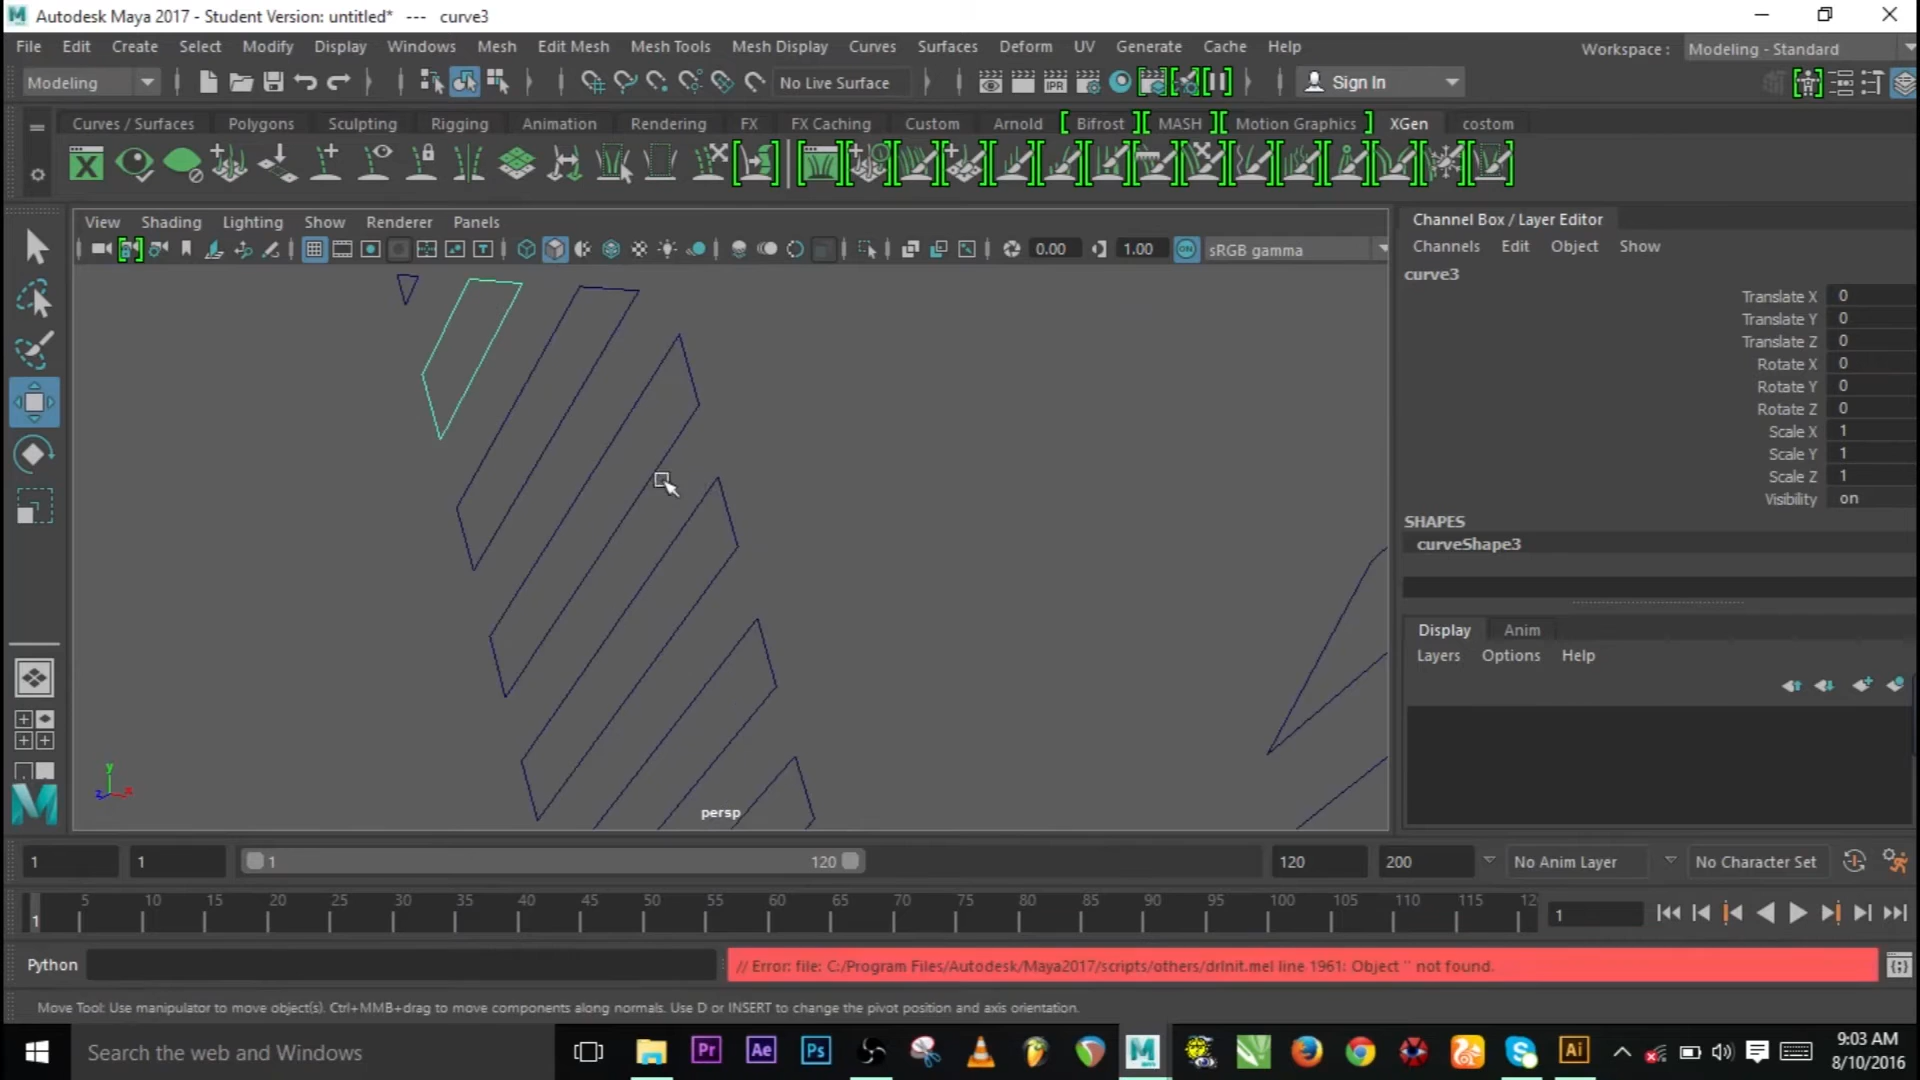 Autodesk Maya 2017 - Student Version: untitled* --- curve3
File Edit Create Select Modify Display Windows Mesh Edit Mesh Mesh Tools Mesh Display Curves Surfaces Deform UV Generate Cache Help Workspace : Modeling - Standard
Modeling No Live Surface IPR Sign In
Curves / Surfaces Polygons Sculpting Rigging Animation Rendering FX FX Caching Custom Arnold Bifrost MASH Motion Graphics XGen costom
View Shading Lighting Show Renderer Panels
0.00 1.00 ON sRGB gamma
Channel Box / Layer Editor
Channels Edit Object Show
curve3
Translate X 0
Translate Y 0
Translate Z 0
Rotate X 0
Rotate Y 0
Rotate Z 0
Scale X 1
Scale Y 1
Scale Z 1
Visibility on
SHAPES
curveShape3
Display Anim
Layers Options Help
y
z x
persp
1 1 1 120 120 200 No Anim Layer No Character Set
1 5 10 15 20 25 30 35 40 45 50 55 60 65 70 75 80 85 90 95 100 105 110 115 12 1
Python // Error: file: C:/Program Files/Autodesk/Maya2017/scripts/others/drInit.mel line 1961: Object '' not found.
Move Tool: Use manipulator to move object(s). Ctrl+MMB+drag to move components along normals. Use D or INSERT to change the pivot position and axis orientation.
Search the web and Windows Pr Ae Ps M Ai 9:03 AM
8/10/2016